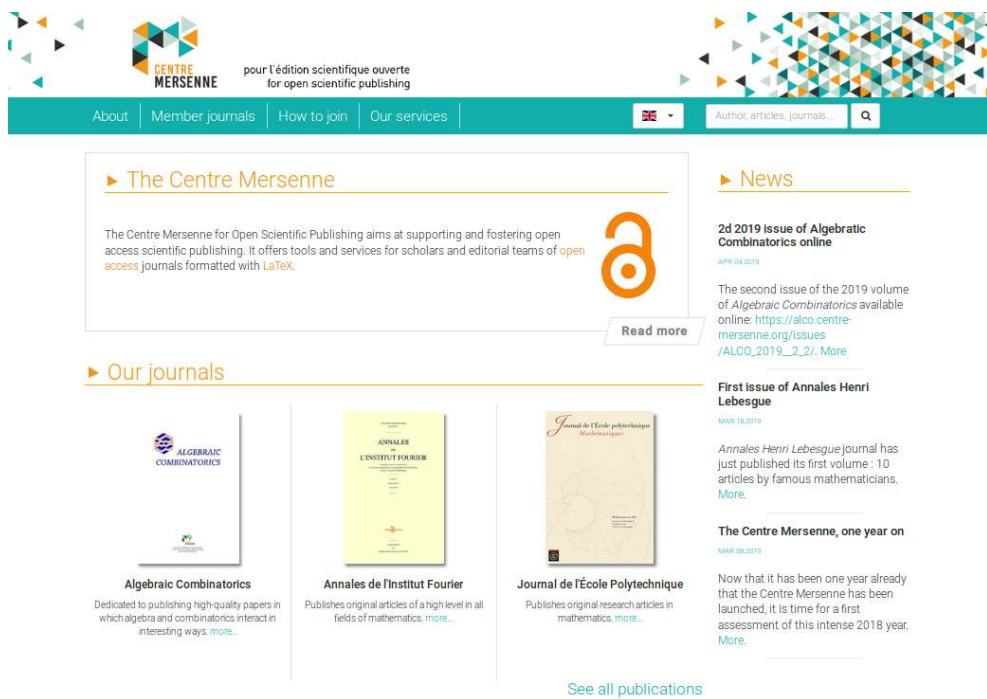 CENTRE
MERSENNE
pour l'édition scientifique ouverte
for open scientific publishing
About
Member journals
How to join
Our services
Author, articles, journals...
The Centre Mersenne
The Centre Mersenne for Open Scientific Publishing aims at supporting and fostering open
access scientific publishing. It offers tools and services for scholars and editorial teams of open
access journals formatted with LaTeX.
Read more
Our journals
ALGEBRAIC
COMBINATORICS
Algebraic Combinatorics
Dedicated to publishing high-quality papers in
which algebra and combinatorics interact in
interesting ways. more...
ANNALES
DE
L'INSTITUT FOURIER
Annales de l'Institut Fourier
Publishes original articles of a high level in all
fields of mathematics. more...
Journal de l'École polytechnique
Mathématiques
Journal de l'École Polytechnique
Publishes original research articles in
mathematics. more...
See all publications
News
2d 2019 issue of Algebratic
Combinatorics online
APR 04,2019
The second issue of the 2019 volume
of Algebraic Combinatorics available
online: https://alco.centre-
mersenne.org/issues
/ALCO_2019__2_2/. More
First issue of Annales Henri
Lebesgue
MAR 18,2019
Annales Henri Lebesgue journal has
just published its first volume : 10
articles by famous mathematicians.
More.
The Centre Mersenne, one year on
MAR 08,2019
Now that it has been one year already
that the Centre Mersenne has been
launched, it is time for a first
assessment of this intense 2018 year.
More.